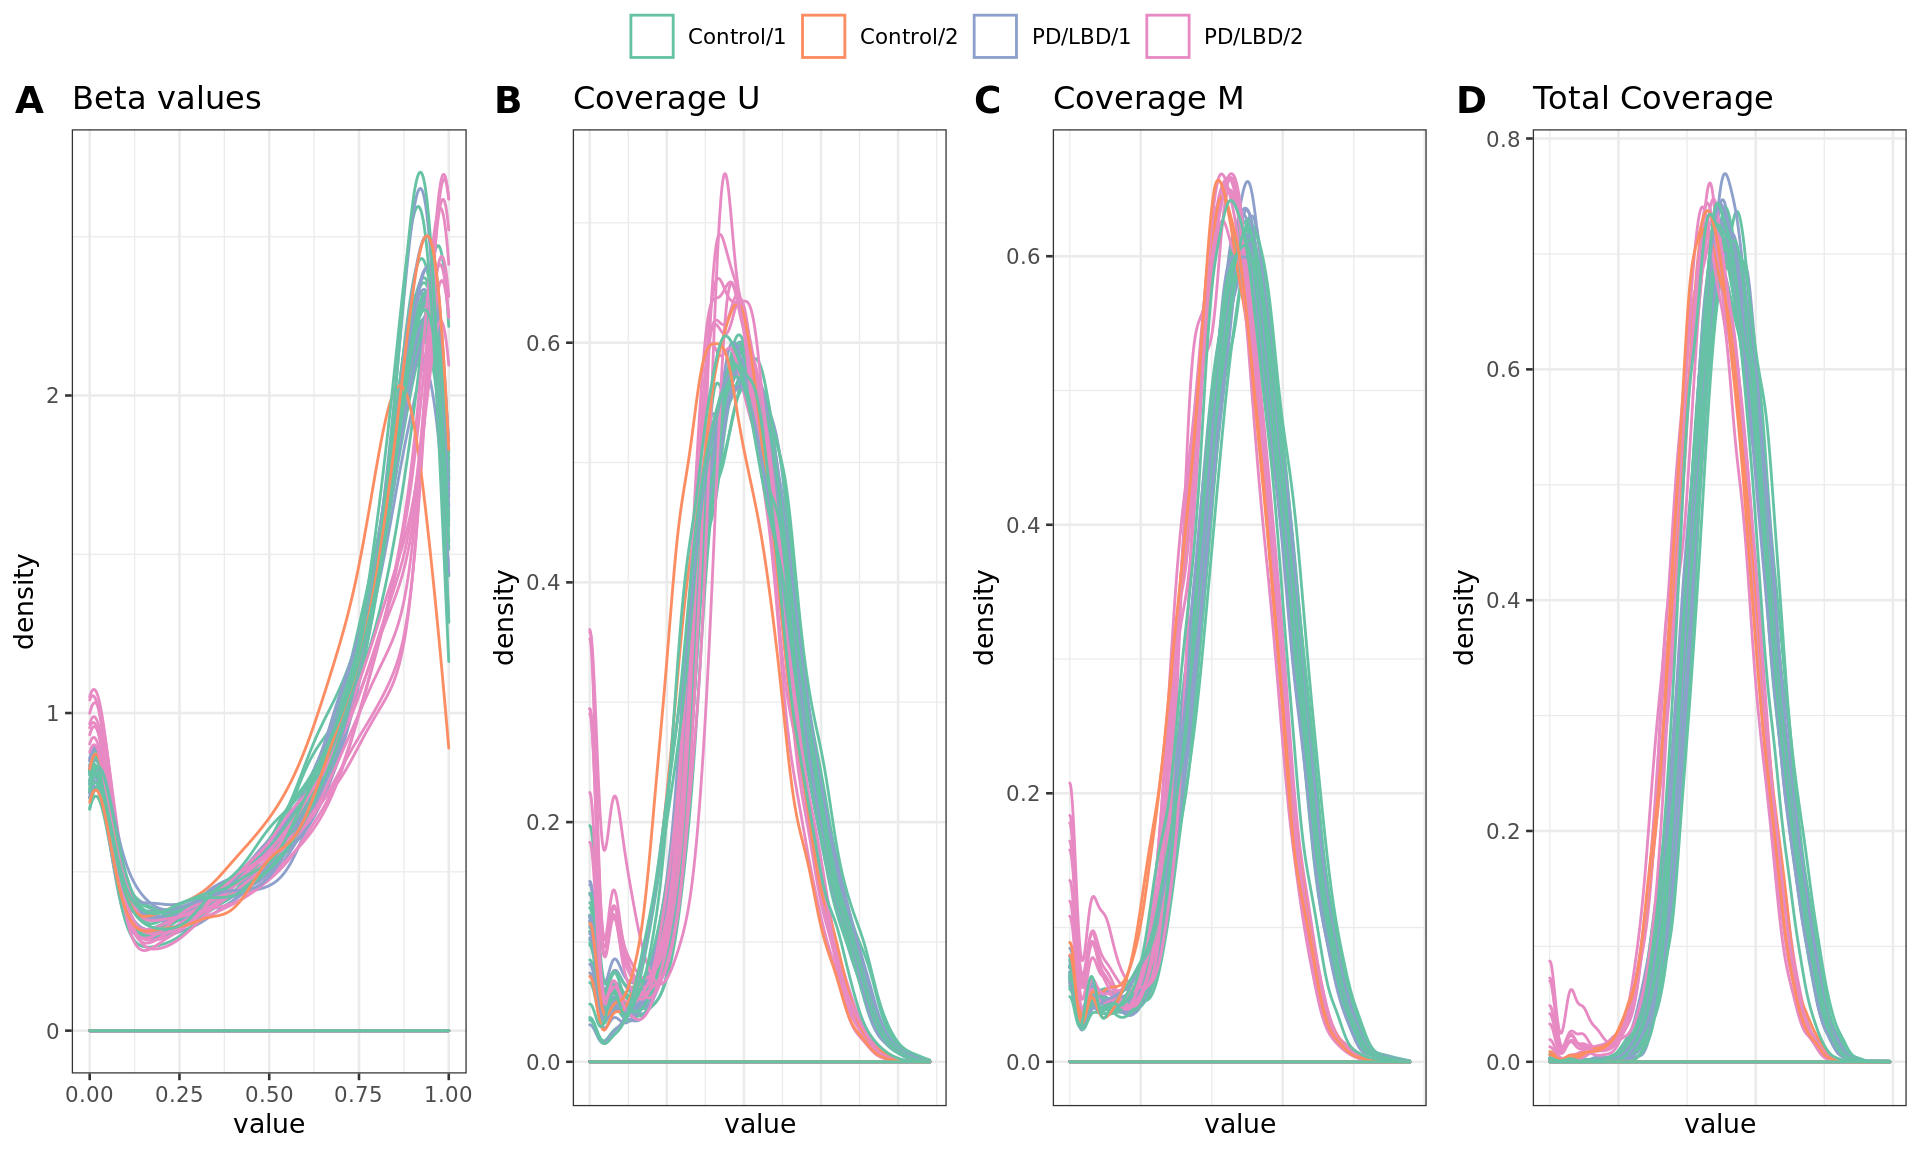 Control/1 Control/2 PD/LBD/1 PD/LBD/2
A Beta values
density
2
1
0
0.00 0.25 0.50 0.75 1.00
value
B Coverage U
density
0.6
0.4
0.2
0.0
value
C Coverage M
density
0.6
0.4
0.2
0.0
value
D Total Coverage
density
0.8
0.6
0.4
0.2
0.0
value